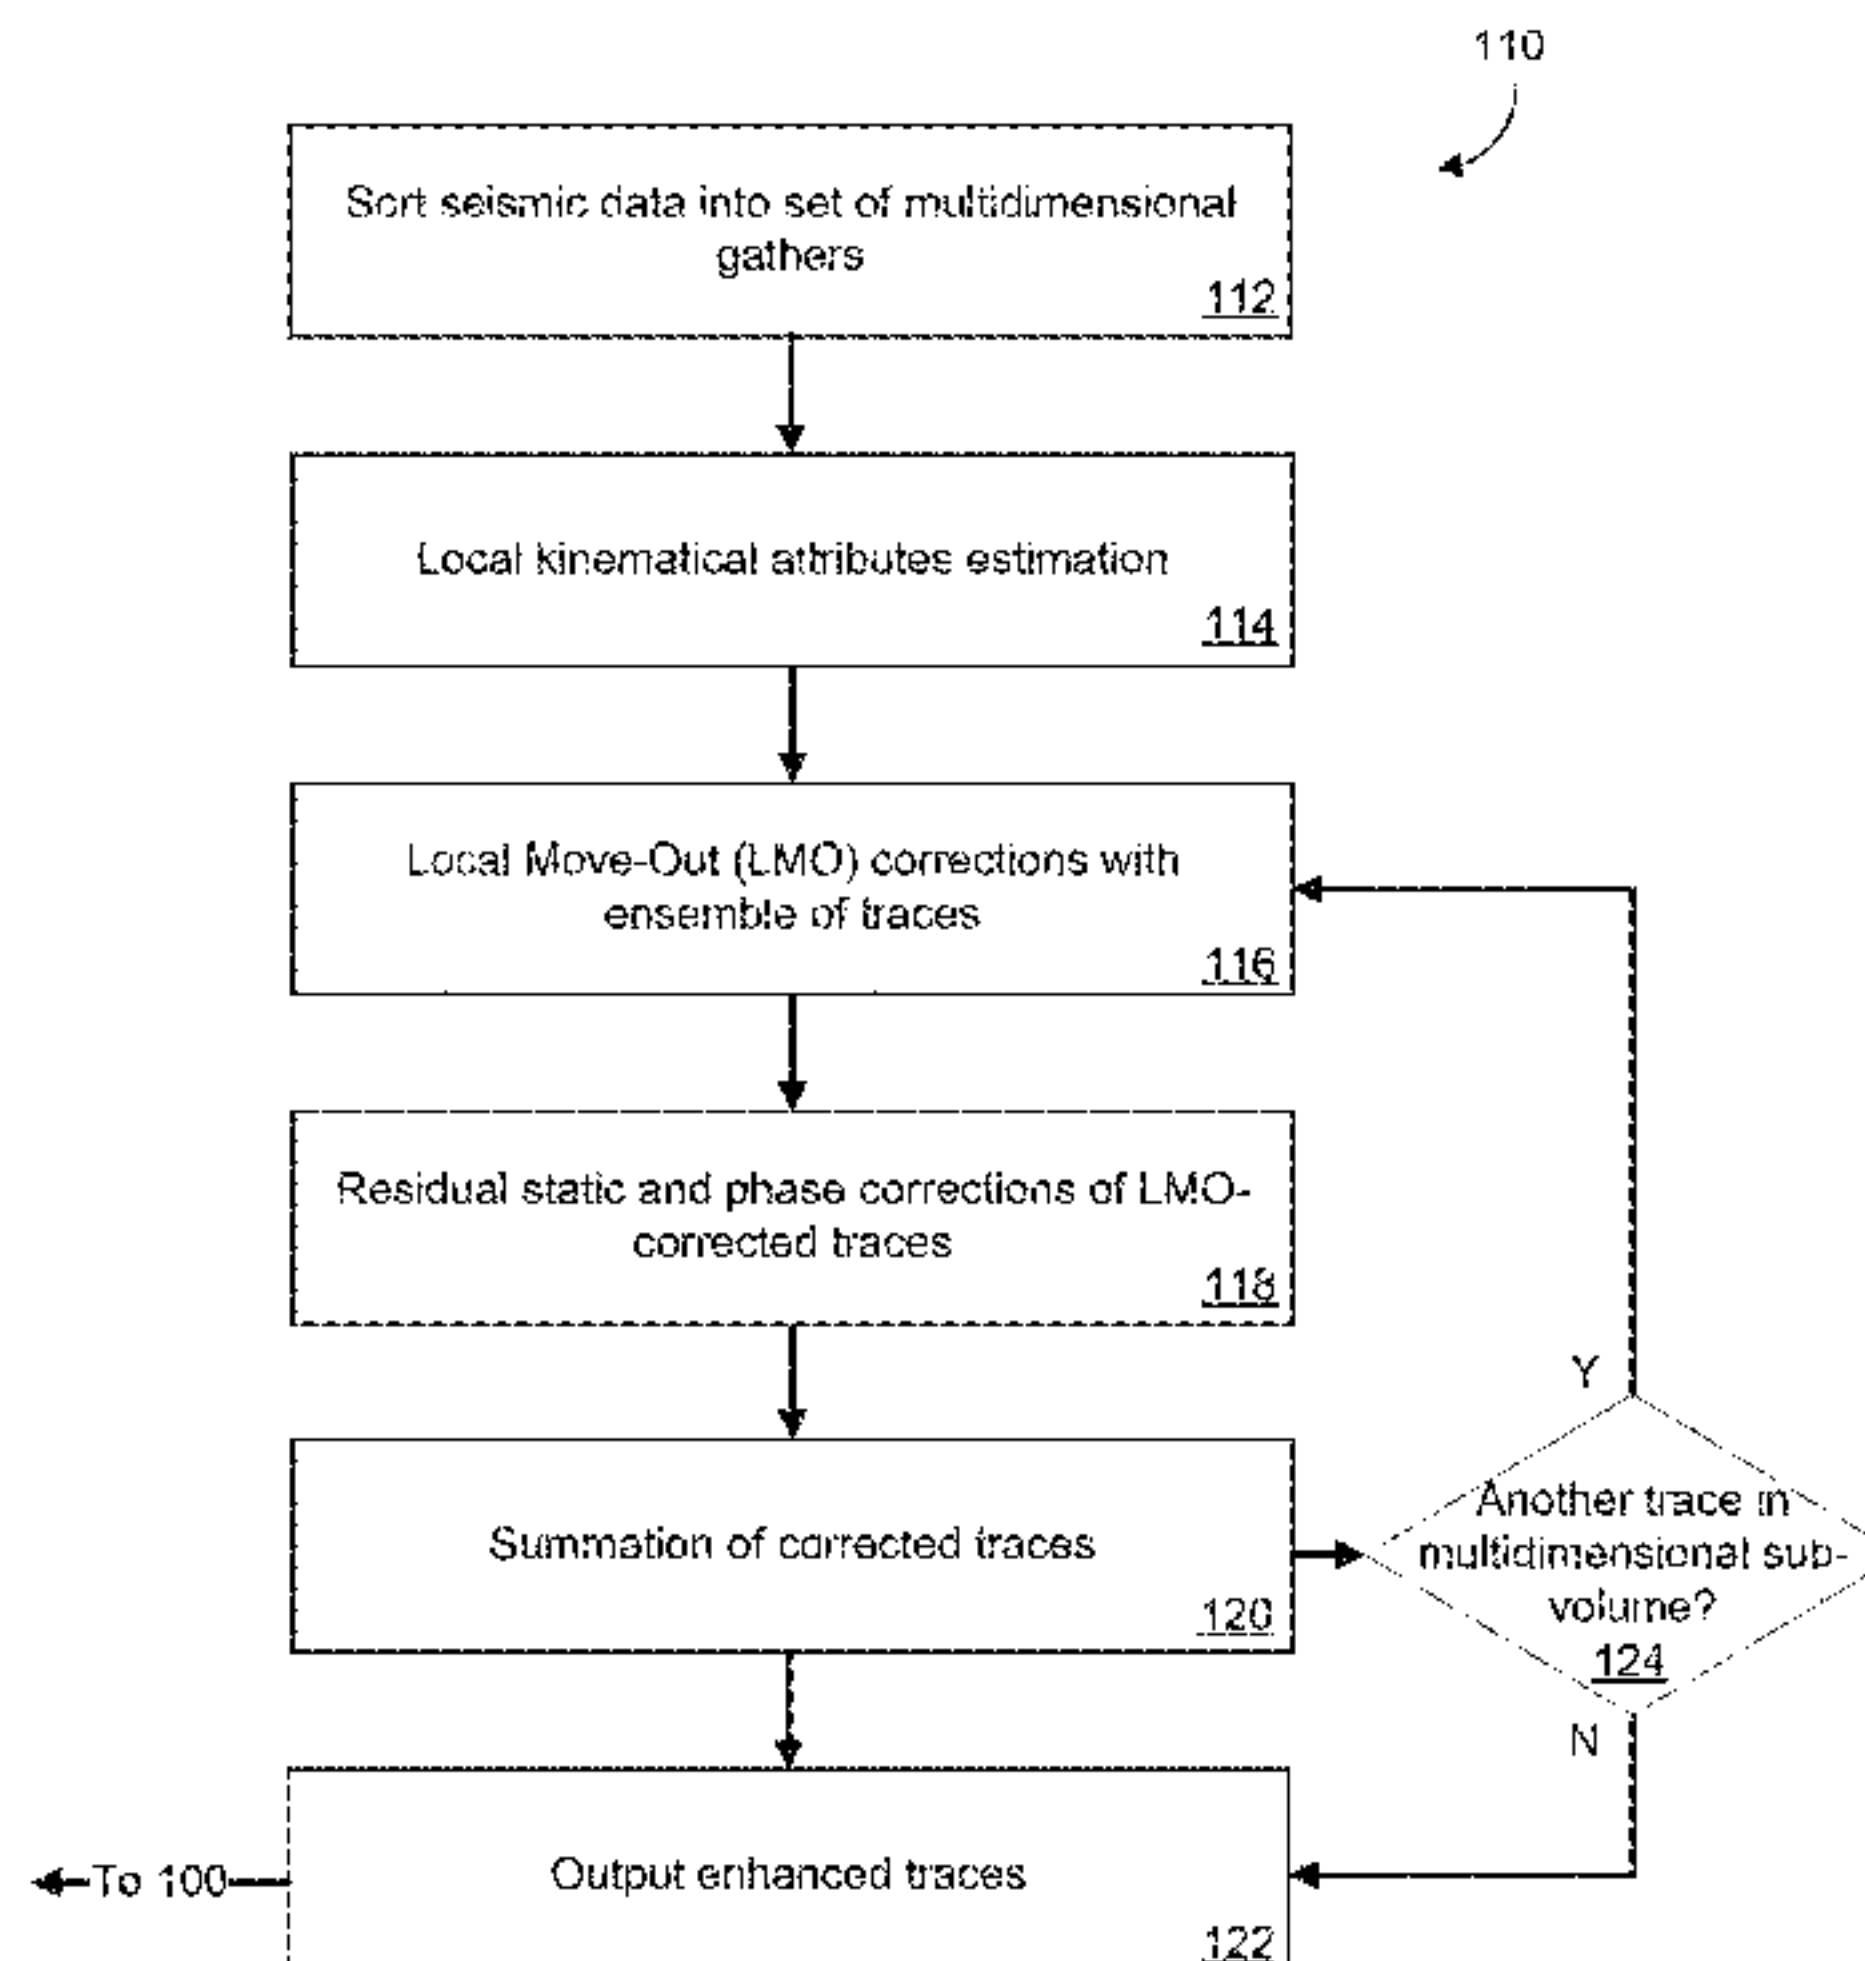 110
Sort seismic data into set of multidimensional
gathers
112
Local kinematical attributes estimation
114
Local Move-Out (LMO) corrections with
ensemble of traces
116
Residual static and phase corrections of LMO-
corrected traces
118
Y
Summation of corrected traces
120
Another trace in
multidimensional sub-
volume?
124
N
To 100
Output enhanced traces
122